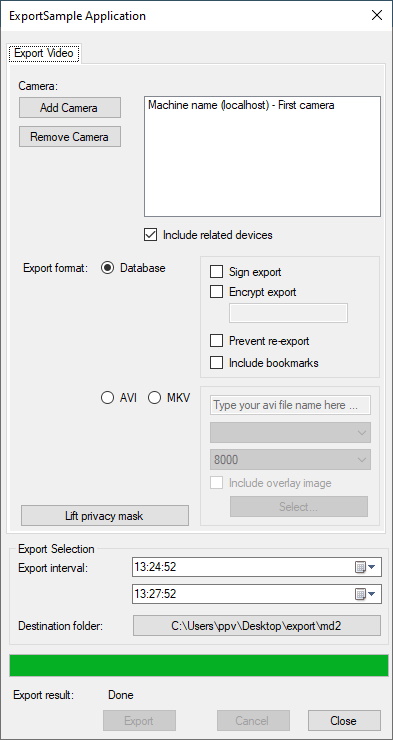 ExportSample Application
Export Video
Camera:
Add Camera
Machine name (localhost) - First camera
Remove Camera
Include related devices
Export format:
Database
Sign export
Encrypt export
Prevent re-export
Include bookmarks
AVI
MKV
Type your avi file name here ...
8000
Include overlay image
Select...
Lift privacy mask
Export Selection
Export interval:
13:24:52
13:27:52
Destination folder:
C:\Users\ppv\Desktop\export\md2
Export result:
Done
Export
Cancel
Close